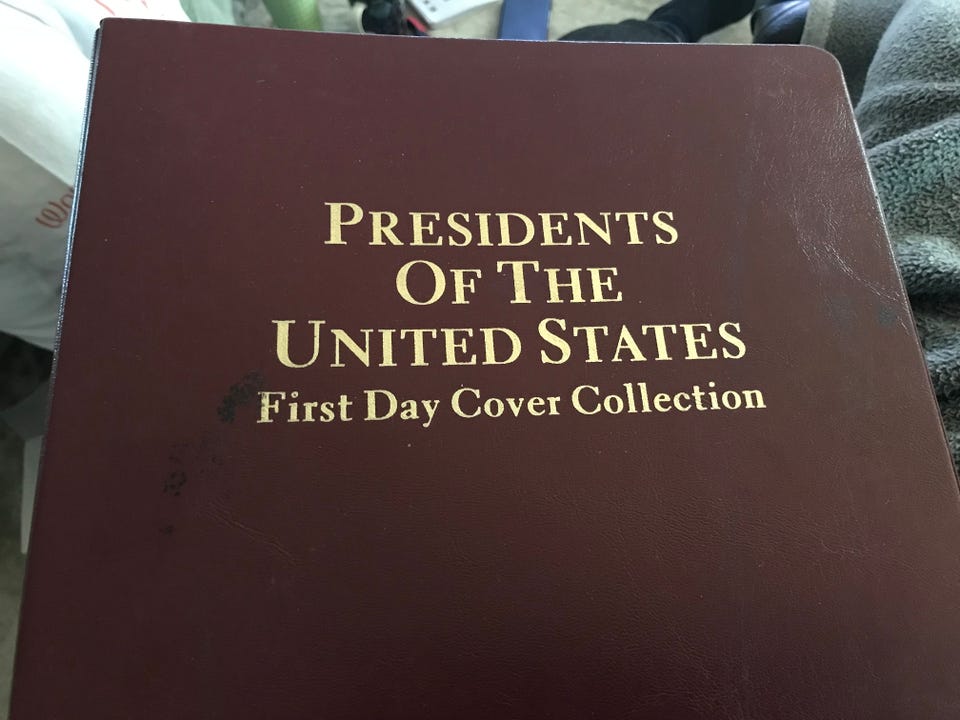 PRESIDENTS
OF THE
UNITED STATES
First Day Cover Collection